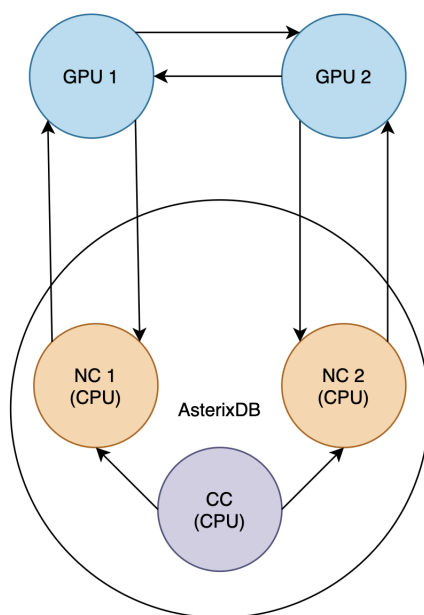 GPU 1
GPU 2
NC 1
(CPU)
NC 2
(CPU)
AsterixDB
CC
(CPU)